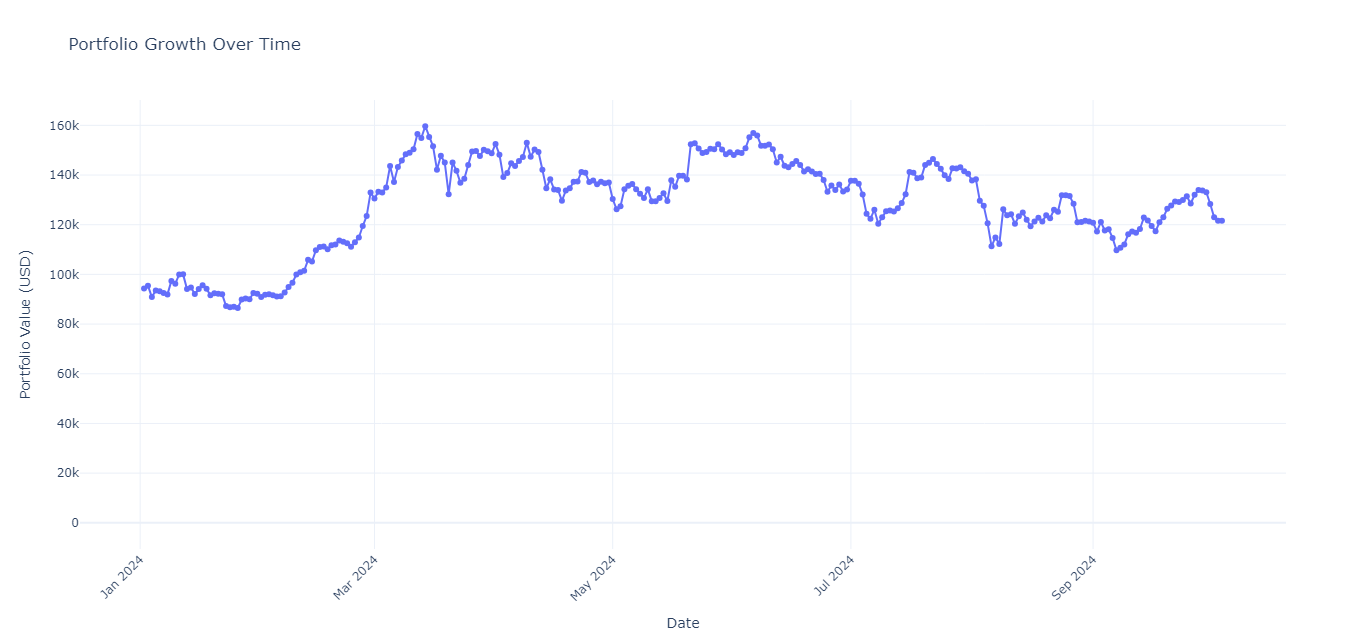 Portfolio Growth Over Time
Portfolio Value (USD)
160k
140k
120k
100k
80k
60k
40k
20k
0
Jan 2024
Mar 2024
May 2024
Jul 2024
Sep 2024
Date